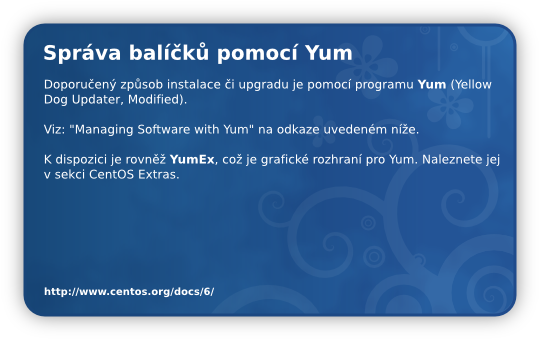 Správa balíčků pomocí Yum
Doporučený způsob instalace či upgradu je pomocí programu Yum (Yellow
Dog Updater, Modified).
Viz: "Managing Software with Yum" na odkaze uvedeném níže.
K dispozici je rovněž YumEx, což je grafické rozhraní pro Yum. Naleznete jej
v sekci CentOS Extras.
http://www.centos.org/docs/6/